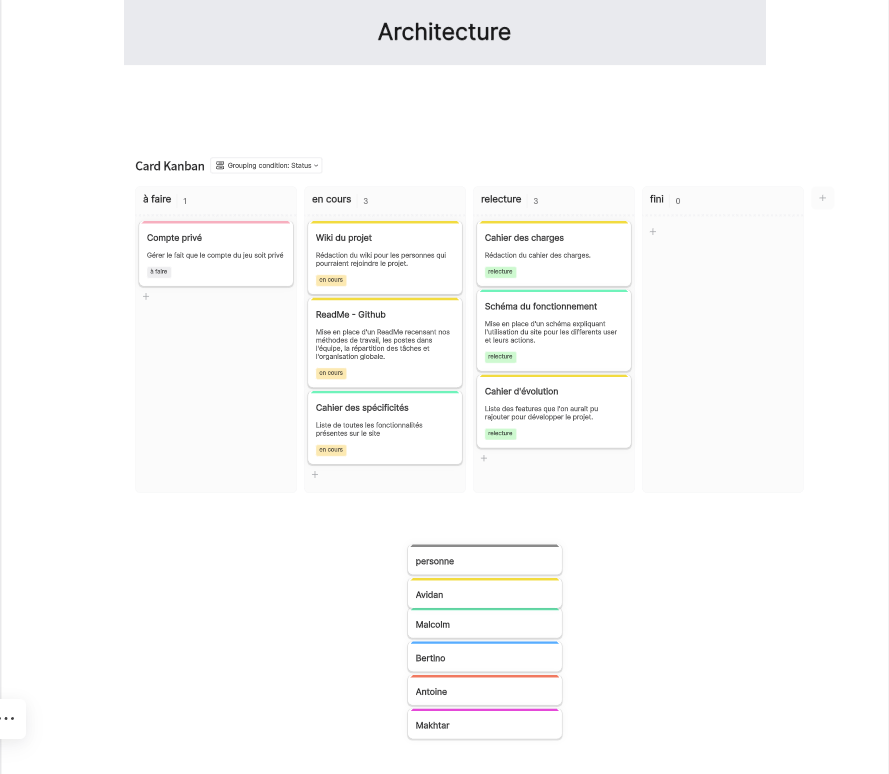 Architecture
Card Kanban
Grouping condition: Status
à faire 1
Compte privé
Gérer le fait que le compte du jeu soit privé
à faire
en cours 3
Wiki du projet
Rédaction du wiki pour les personnes qui
pourraient rejoindre le projet.
en cours
ReadMe - Github
Mise en place d'un ReadMe recensant nos
méthodes de travail, les postes dans
l'équipe, la répartition des tâches et
l'organisation globale.
en cours
Cahier des spécificités
Liste de toutes les fonctionnalités
présentes sur le site
en cours
relecture 3
Cahier des charges
Rédaction du cahier des charges.
relecture
Schéma du fonctionnement
Mise en place d'un schéma expliquant
l'utilisation du site pour les differents user
et leurs actions.
relecture
Cahier d'évolution
Liste des features que l'on aurait pu
rajouter pour développer le projet.
relecture
fini 0
personne
Avidan
Malcolm
Bertino
Antoine
Makhtar